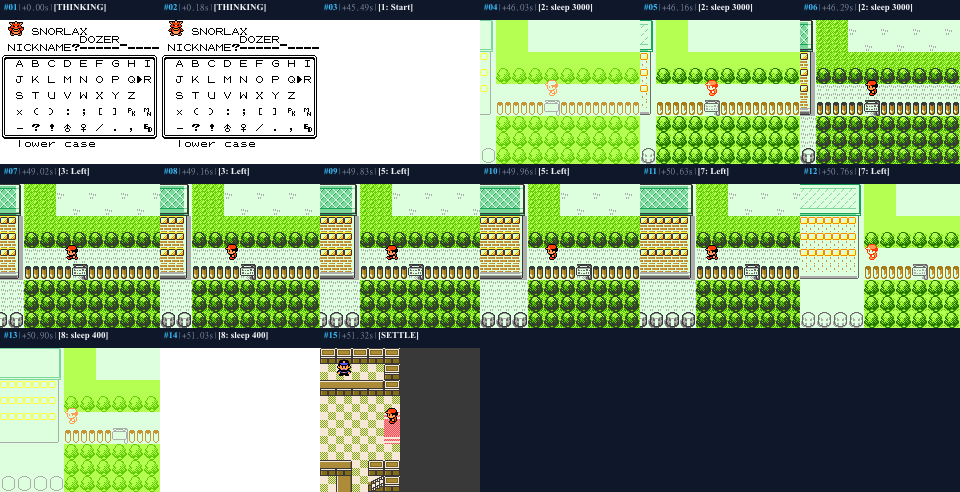 #01|+0.00s|[THINKING]
#02|+0.18s|[THINKING]
#03|+45.49s|[1: Start]
#04|+46.03s|[2: sleep 3000]
#05|+46.16s|[2: sleep 3000]
#06|+46.29s|[2: sleep 3000]
SNORLAX
DOZER
NICKNAME?
A B C D E F G H I
J K L M N O P Q ▶R
S T U V W X Y Z
× ( ) : ; [ ] PK MN
- ? ! ♂ ♀ / . , ED
lower case
SNORLAX
DOZER
NICKNAME?
A B C D E F G H I
J K L M N O P Q ▶R
S T U V W X Y Z
× ( ) : ; [ ] PK MN
- ? ! ♂ ♀ / . , ED
lower case
#07|+49.02s|[3: Left]
#08|+49.16s|[3: Left]
#09|+49.83s|[5: Left]
#10|+49.96s|[5: Left]
#11|+50.63s|[7: Left]
#12|+50.76s|[7: Left]
#13|+50.90s|[8: sleep 400]
#14|+51.03s|[8: sleep 400]
#15|+51.32s|[SETTLE]